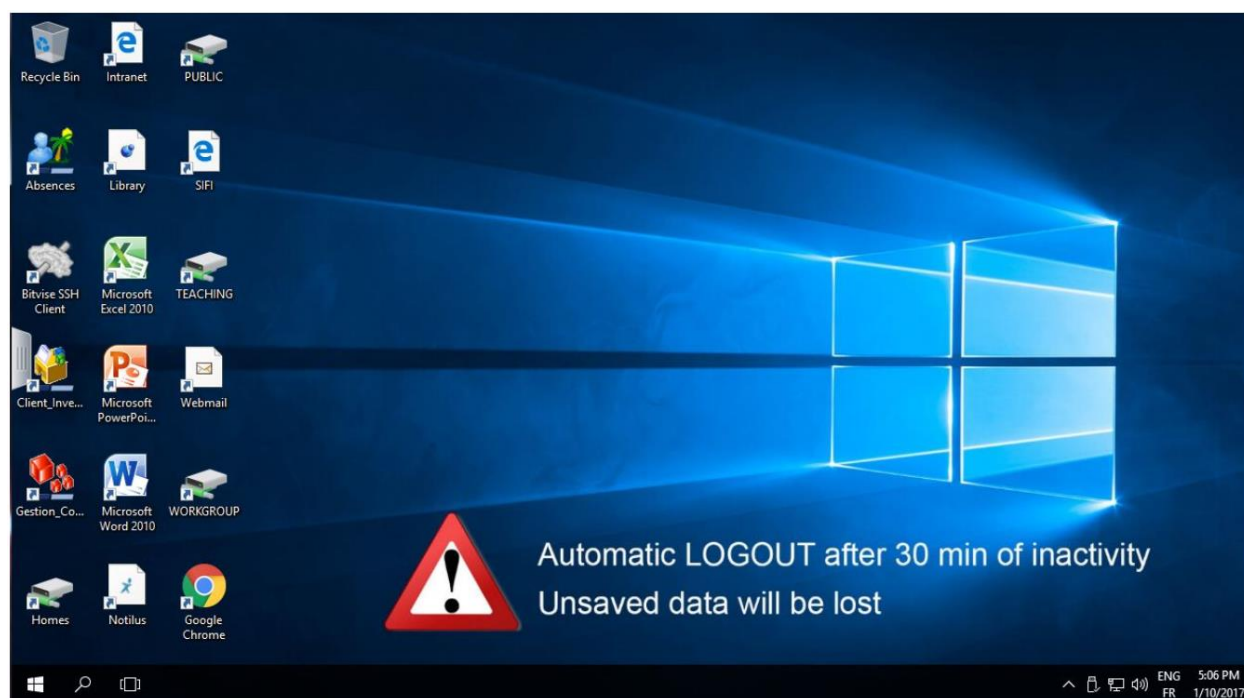 Recycle Bin
Intranet
PUBLIC
Absences
Library
SIFI
Bitvise SSH
Client
Microsoft
Excel 2010
TEACHING
Client_Inve...
Microsoft
PowerPoi...
Webmail
Gestion_Co...
Microsoft
Word 2010
WORKGROUP
Homes
Notilus
Google
Chrome
Automatic LOGOUT after 30 min of inactivity
Unsaved data will be lost
ENG 5:06 PM
FR 1/10/2017